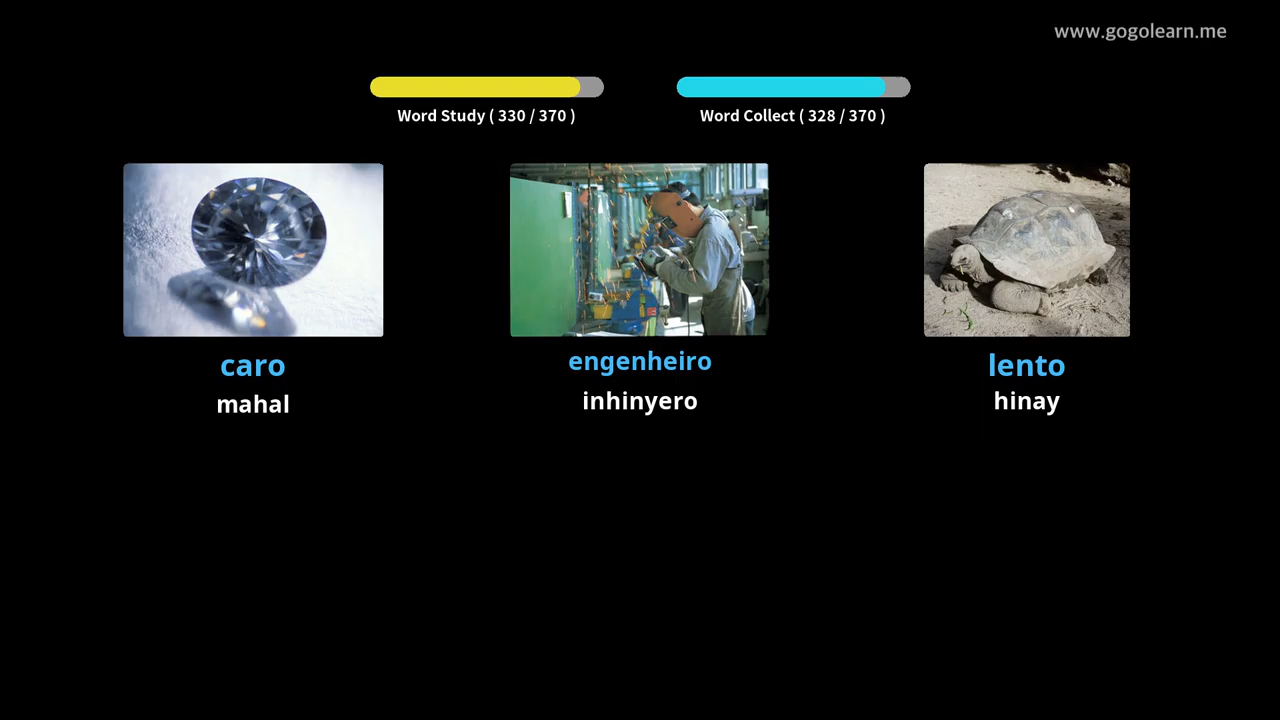 www.gogolearn.me
Word Study ( 330 / 370 )
Word Collect ( 328 / 370 )
caro
mahal
engenheiro
inhinyero
lento
hinay